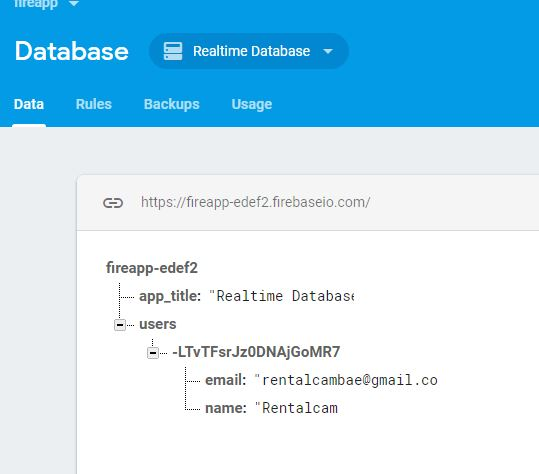 fireapp
Database Realtime Database
Data Rules Backups Usage
https://fireapp-edef2.firebaseio.com/
fireapp-edef2
app_title: "Realtime Database
users
-LTvTFsrJz0DNAjGoMR7
email: "rentalcambae@gmail.co
name: "Rentalcam